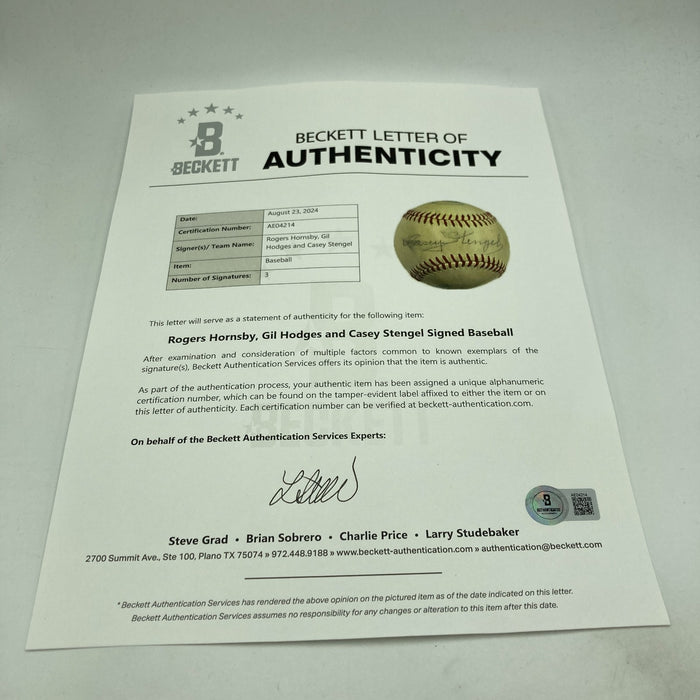 B
BECKETT
BECKETT LETTER OF
AUTHENTICITY
Date: August 23, 2024
Certification Number: AE04214
Signer(s)/ Team Name: Rogers Hornsby, Gil
Hodges and Casey Stengel
Item: Baseball
Number of Signatures: 3
Casey Stengel
This letter will serve as a statement of authenticity for the following item:
Rogers Hornsby, Gil Hodges and Casey Stengel Signed Baseball
After examination and consideration of multiple factors common to known exemplars of the
signature(s), Beckett Authentication Services offers its opinion that the item is authentic.
As part of the authentication process, your authentic item has been assigned a unique alphanumeric
certification number, which can be found on the tamper-evident label affixed to either the item or on
this letter of authenticity. Each certification number can be verified at beckett-authentication.com.
On behalf of the Beckett Authentication Services Experts:
Steve Grad • Brian Sobrero • Charlie Price • Larry Studebaker
2700 Summit Ave., Ste 100, Plano TX 75074 » 972.448.9188 » www.beckett-authentication.com » authentication@beckett.com
*Beckett Authentication Services has rendered the above opinion on the pictured item as of the date indicated on this letter.
Beckett Authentication Services assumes no responsibility for any changes or alteration to this item after this date.